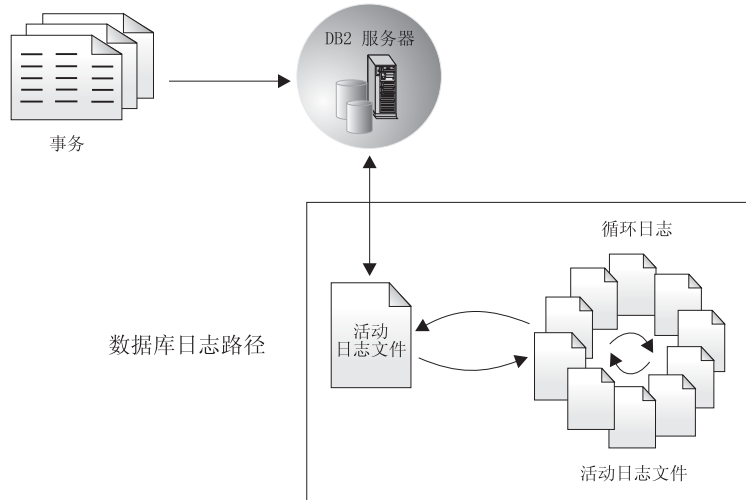 DB2 服务器
事务
循环日志
活动
日志文件
数据库日志路径
活动日志文件